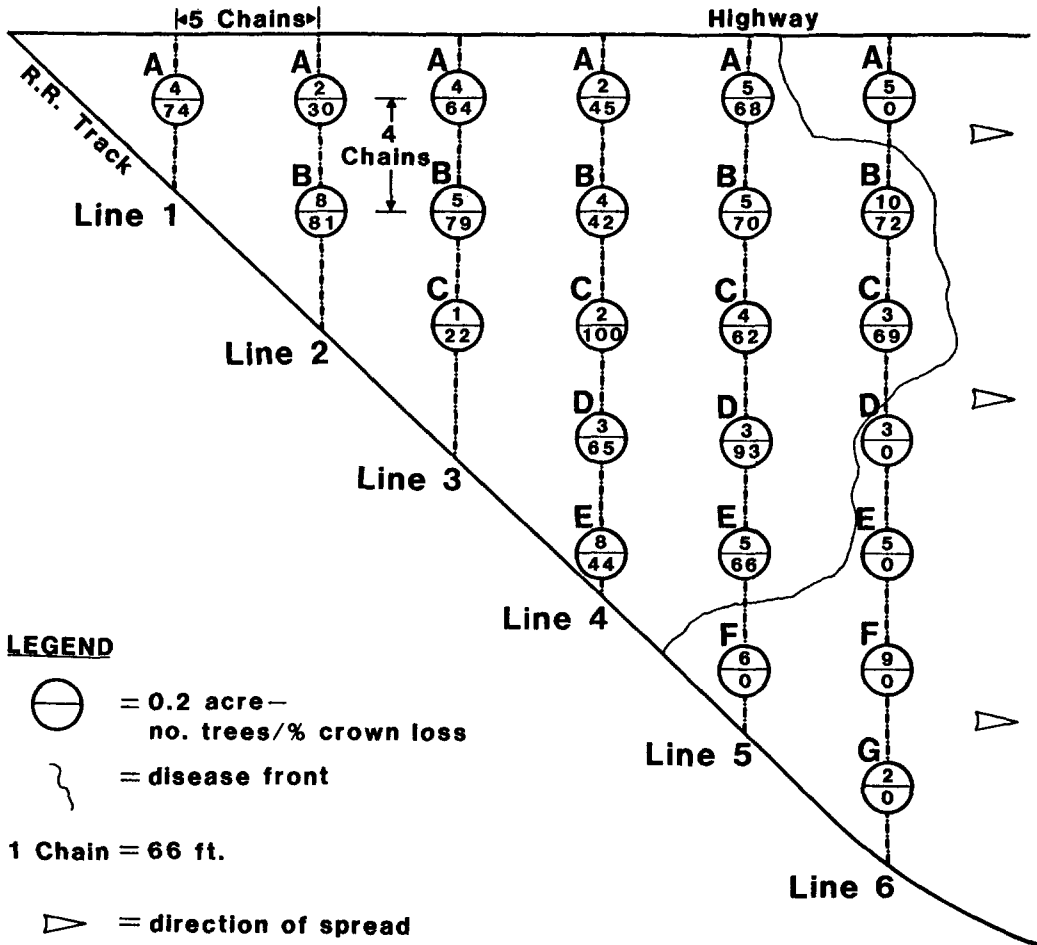 5 Chains
Highway
A A A A A A
4 2 4 2 5 5
74 30 64 45 68 0
R.R. Track
4
Chains
B B B B B
8 5 4 5 10
81 79 42 70 72
Line 1
C C C C
1 2 4 3
22 100 62 69
Line 2
D D D
3 3 3
65 93 0
Line 3
E E E
8 5 5
44 66 0
Line 4
F F
6 9
0 0
Line 5
G
2
0
Line 6
LEGEND
= 0.2 acre–
no. trees/% crown loss
= disease front
1 Chain = 66 ft.
= direction of spread